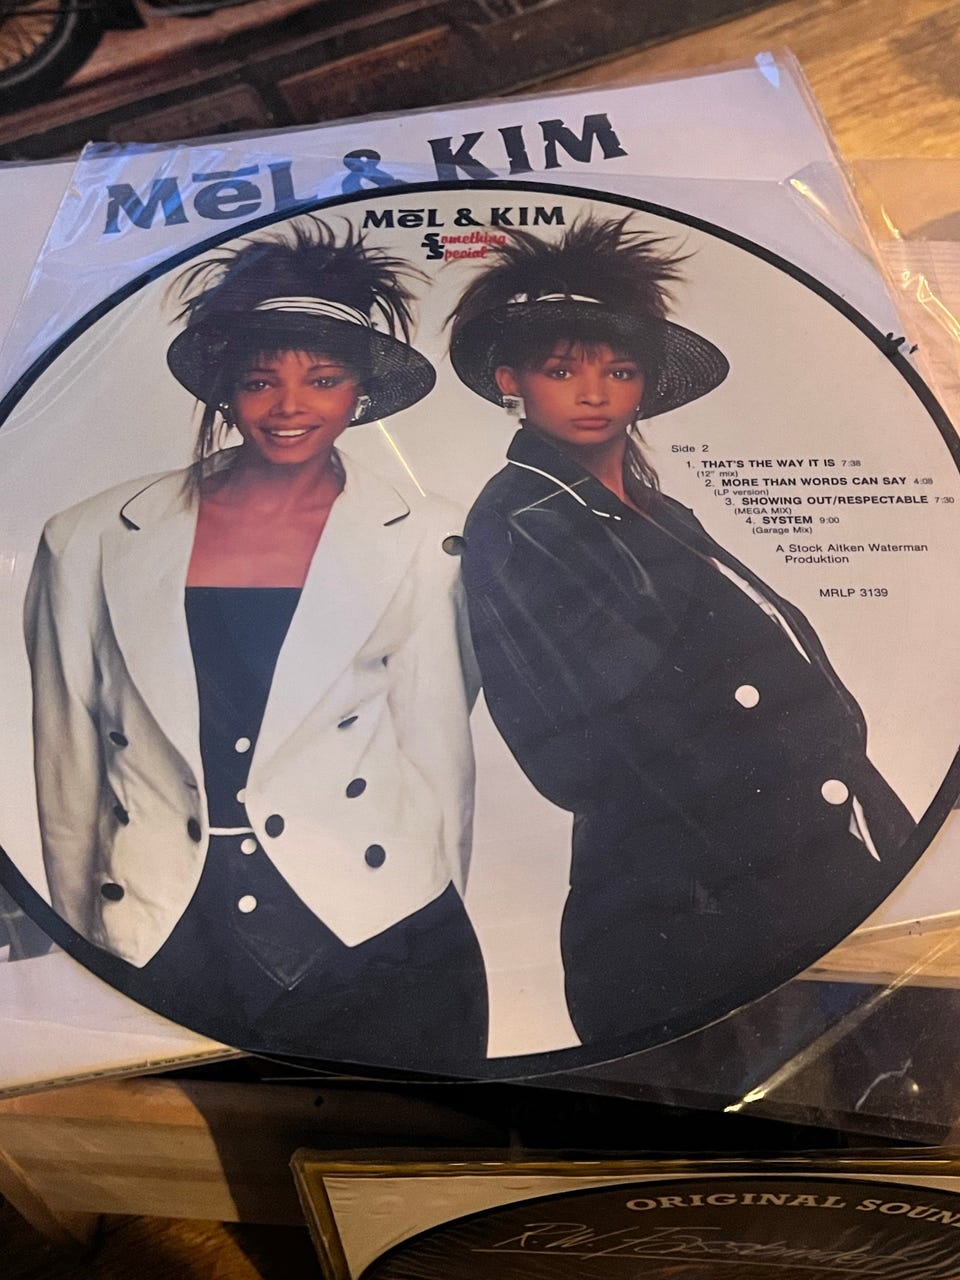 MēL & KIM
MēL & KIM
Something
Special
Side 2
1. THAT'S THE WAY IT IS 7:38
(12" mix)
2. MORE THAN WORDS CAN SAY 4:08
(LP version)
3. SHOWING OUT/RESPECTABLE 7:30
(MEGA MIX)
4. SYSTEM 9:00
(Garage Mix)
A Stock Aitken Waterman
Produktion
MRLP 3139
ORIGINAL SOUN
R.W. Fassbinder